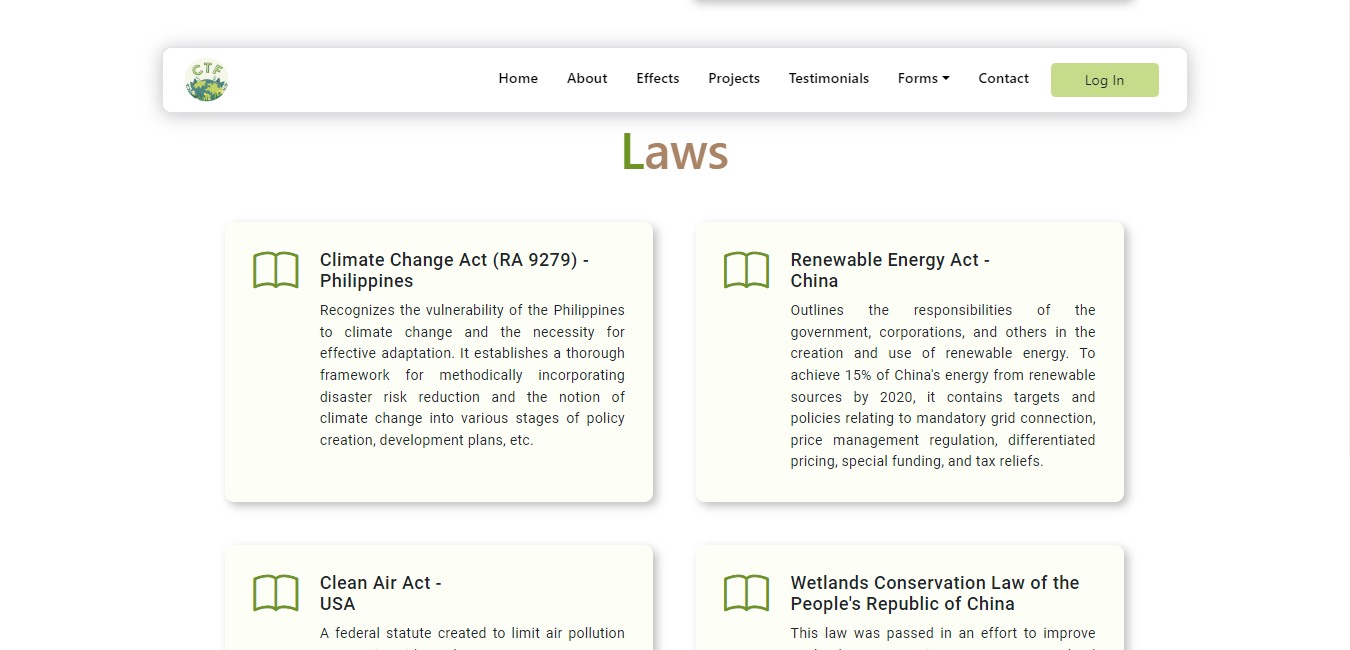 CTF
Home About Effects Projects Testimonials Forms Contact Log In
Laws
Climate Change Act (RA 9279) -
Philippines
Recognizes the vulnerability of the Philippines
to climate change and the necessity for
effective adaptation. It establishes a thorough
framework for methodically incorporating
disaster risk reduction and the notion of
climate change into various stages of policy
creation, development plans, etc.
Renewable Energy Act -
China
Outlines the responsibilities of the
government, corporations, and others in the
creation and use of renewable energy. To
achieve 15% of China's energy from renewable
sources by 2020, it contains targets and
policies relating to mandatory grid connection,
price management regulation, differentiated
pricing, special funding, and tax reliefs.
Clean Air Act -
USA
A federal statute created to limit air pollution
Wetlands Conservation Law of the
People's Republic of China
This law was passed in an effort to improve